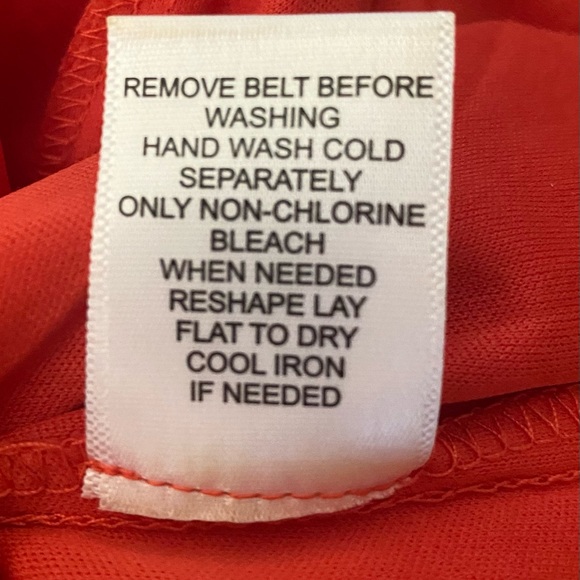 REMOVE BELT BEFORE
WASHING
HAND WASH COLD
SEPARATELY
ONLY NON-CHLORINE
BLEACH
WHEN NEEDED
RESHAPE LAY
FLAT TO DRY
COOL IRON
IF NEEDED